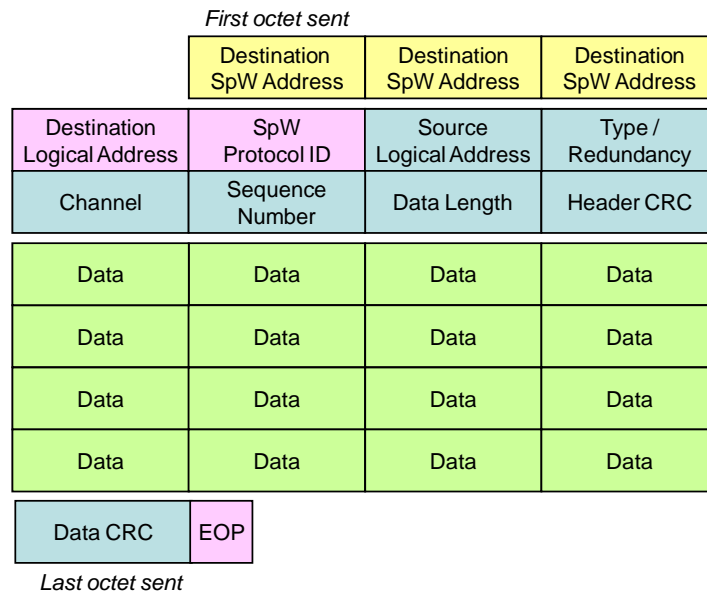 First octet sent
Destination SpW Address
Destination SpW Address
Destination SpW Address
Destination Logical Address
SpW Protocol ID
Source Logical Address
Type / Redundancy
Channel
Sequence Number
Data Length
Header CRC
Data Data Data Data
Data Data Data Data
Data Data Data Data
Data Data Data Data
Data CRC
EOP
Last octet sent